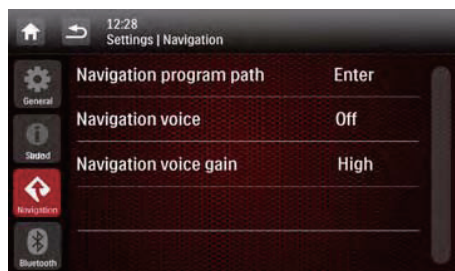 12:28
Settings | Navigation
Navigation program path Enter
General
Navigation voice Off
Navigation voice gain High
Navigation
Bluetooth